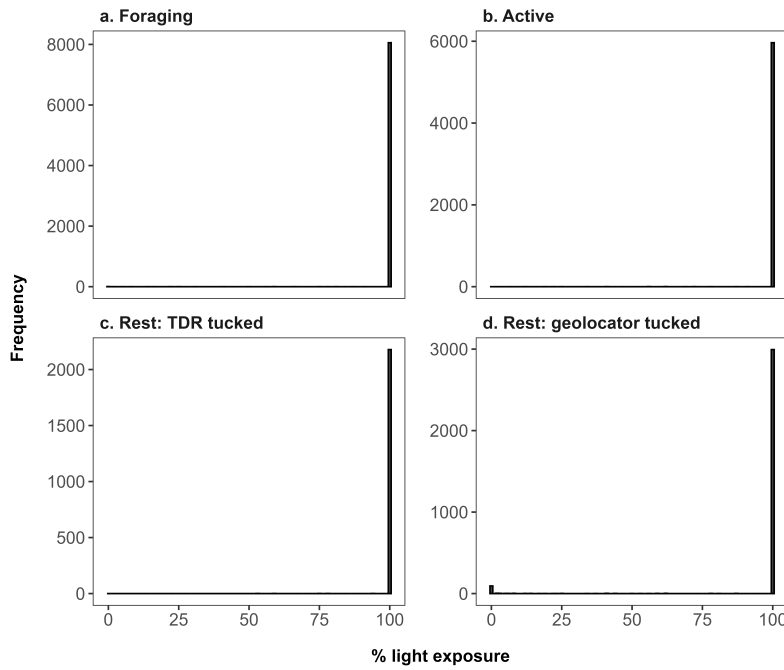 a. Foraging
b. Active
8000
6000
4000
2000
0
6000
4000
2000
0
c. Rest: TDR tucked
d. Rest: geolocator tucked
2000
1500
1000
500
0
3000
2000
1000
0
0 25 50 75 100
0 25 50 75 100
Frequency
% light exposure